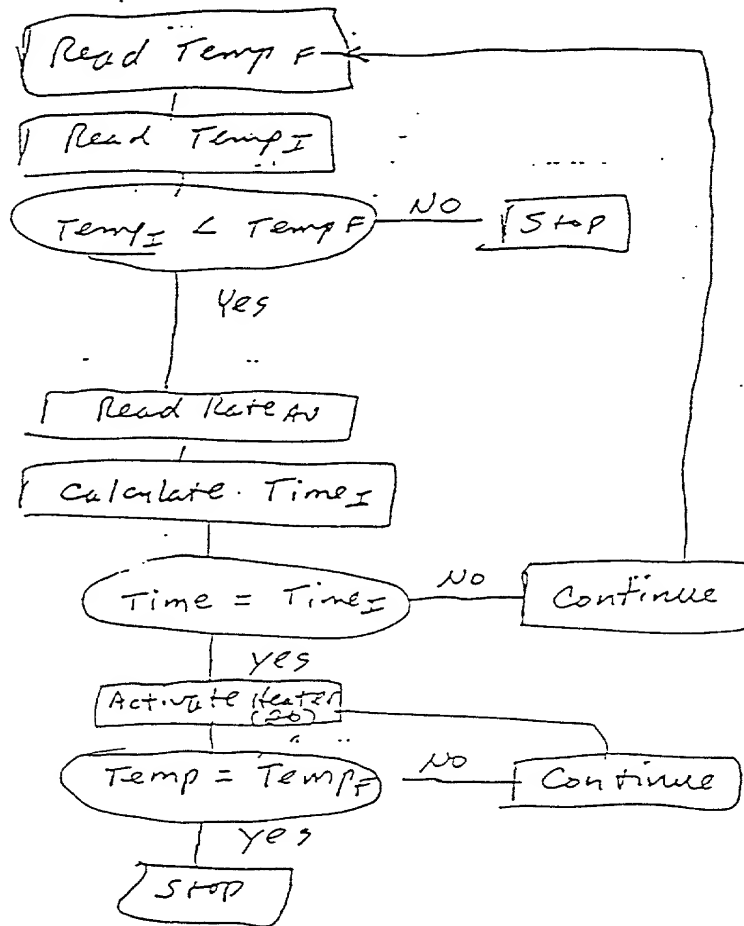 Read Temp F
Read Temp I
Temp I < Temp F
NO
Stop
Yes
Read Rate AV
Calculate Time I
Time = Time I
NO
Continue
yes
Activate Heater
(20)
Temp = Temp F
NO
Continue
yes
Stop